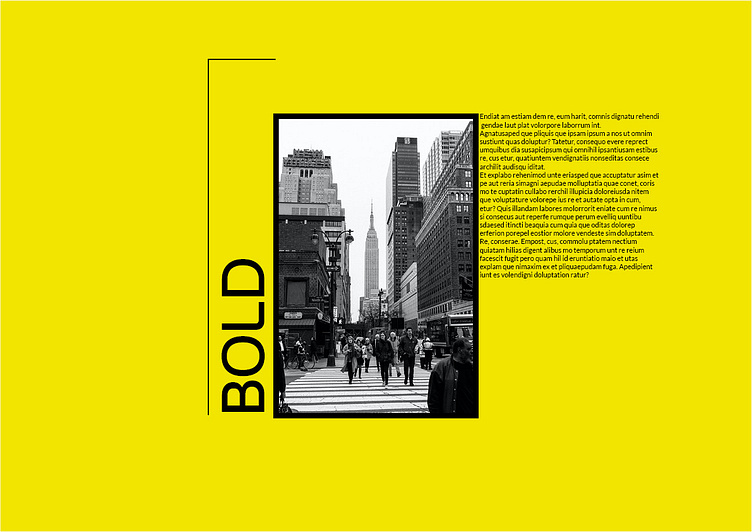 BOLD
Endiat am estiam dem re, eum harit, comnis dignatu rehendi
gendae laut plat volorpore laborrum int.
Agnatusaped que pliquis que ipsam ipsum a nos ut omnim
sustiunt quas doluptur? Tatetur, consequo evere reprect
umquibus dia susapicipsum qui omnihil ipsantiusam estibus
re, cus etur, quatiuntem vendignatiis nonseditas consece
archilit audisqu iditat.
Et explabo rehenimod unte eriasped que accuptatur asim et
pe aut reria simagni aepudae molluptatia quae conet, coris
mo te cuptatin cullabo rerchil illupicia doloreiusda nitem
que voluptature volorepe ius re et autate opta in cum,
etur? Quis illandam labores molorrorit eniate cum re nimus
si consecus aut reperfe rumque perum evelliq uuntibu
sdaesed itincti beaquia cum quia que oditas dolorep
erferion porepel eostior molore vendeste sim doluptatem.
Re, conserae. Empost, cus, commolu ptatem nectium
quiatam hilias digent alibus mo temporum unt re reium
facescit fugit pero quam hil id eruntiatio maio et utas
explam que nimaxim ex et pliquaepudam fuga. Apedipient
iunt es volendigni doluptation ratur?